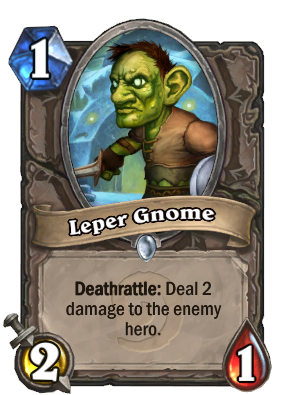 1
Leper Gnome
Deathrattle: Deal 2
damage to the enemy
hero.
2
1